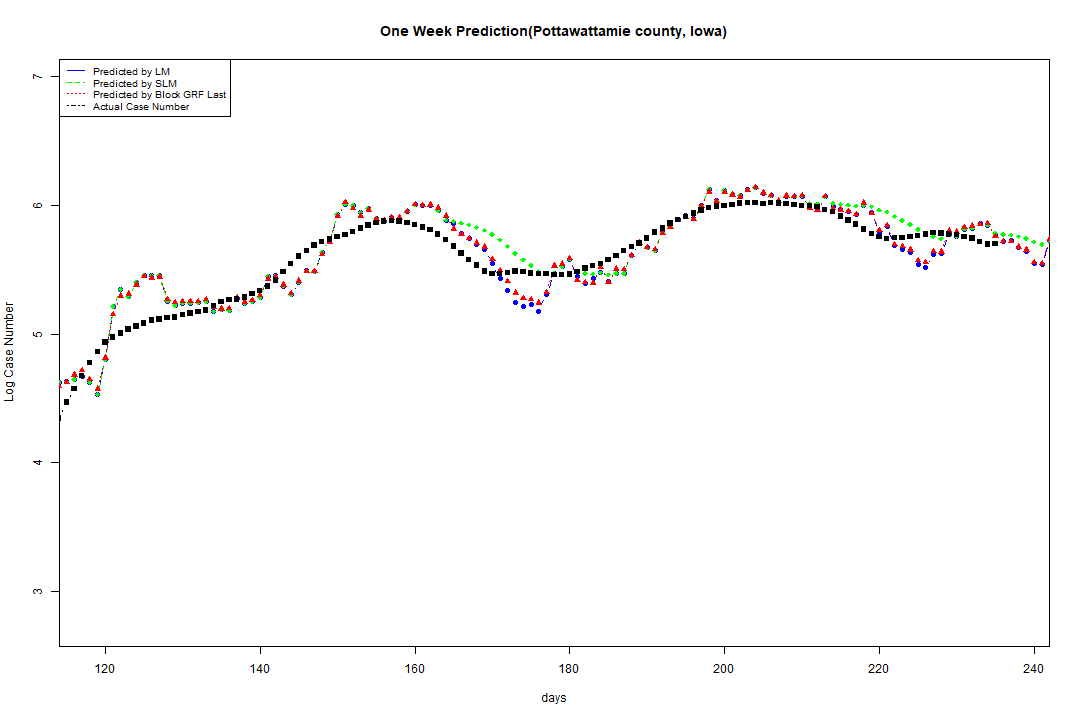 One Week Prediction(Pottawattamie county, Iowa)
Predicted by LM
Predicted by SLM
Predicted by Block GRF Last
Actual Case Number
7
6
5
4
3
Log Case Number
120 140 160 180 200 220 240
days